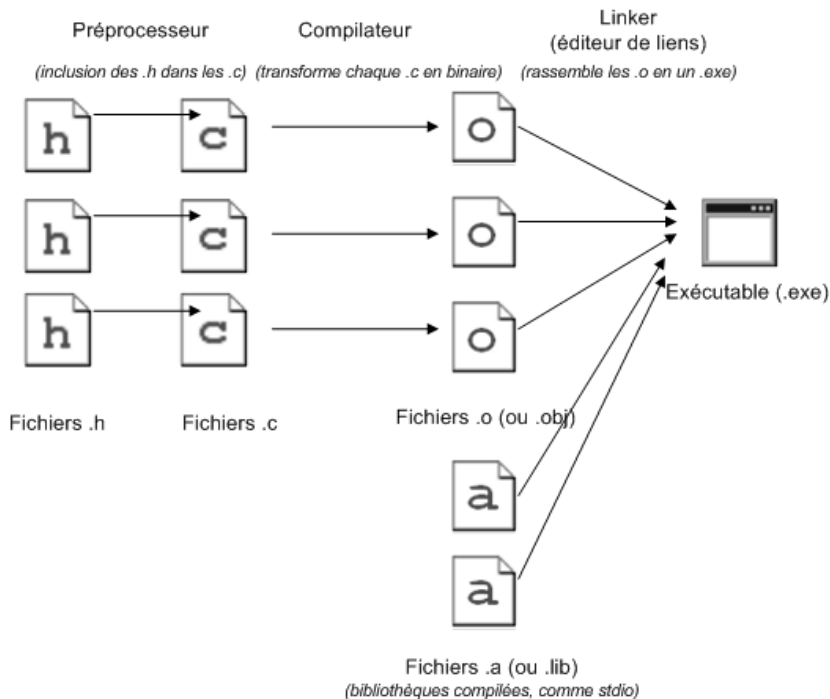 Préprocesseur
Compilateur
Linker
(éditeur de liens)
(inclusion des .h dans les .c)
(transforme chaque .c en binaire)
(rassemble les .o en un .exe)
h
c
o
h
c
o
h
c
o
Exécutable (.exe)
Fichiers .h
Fichiers .c
Fichiers .o (ou .obj)
a
a
Fichiers .a (ou .lib)
(bibliothèques compilées, comme stdio)